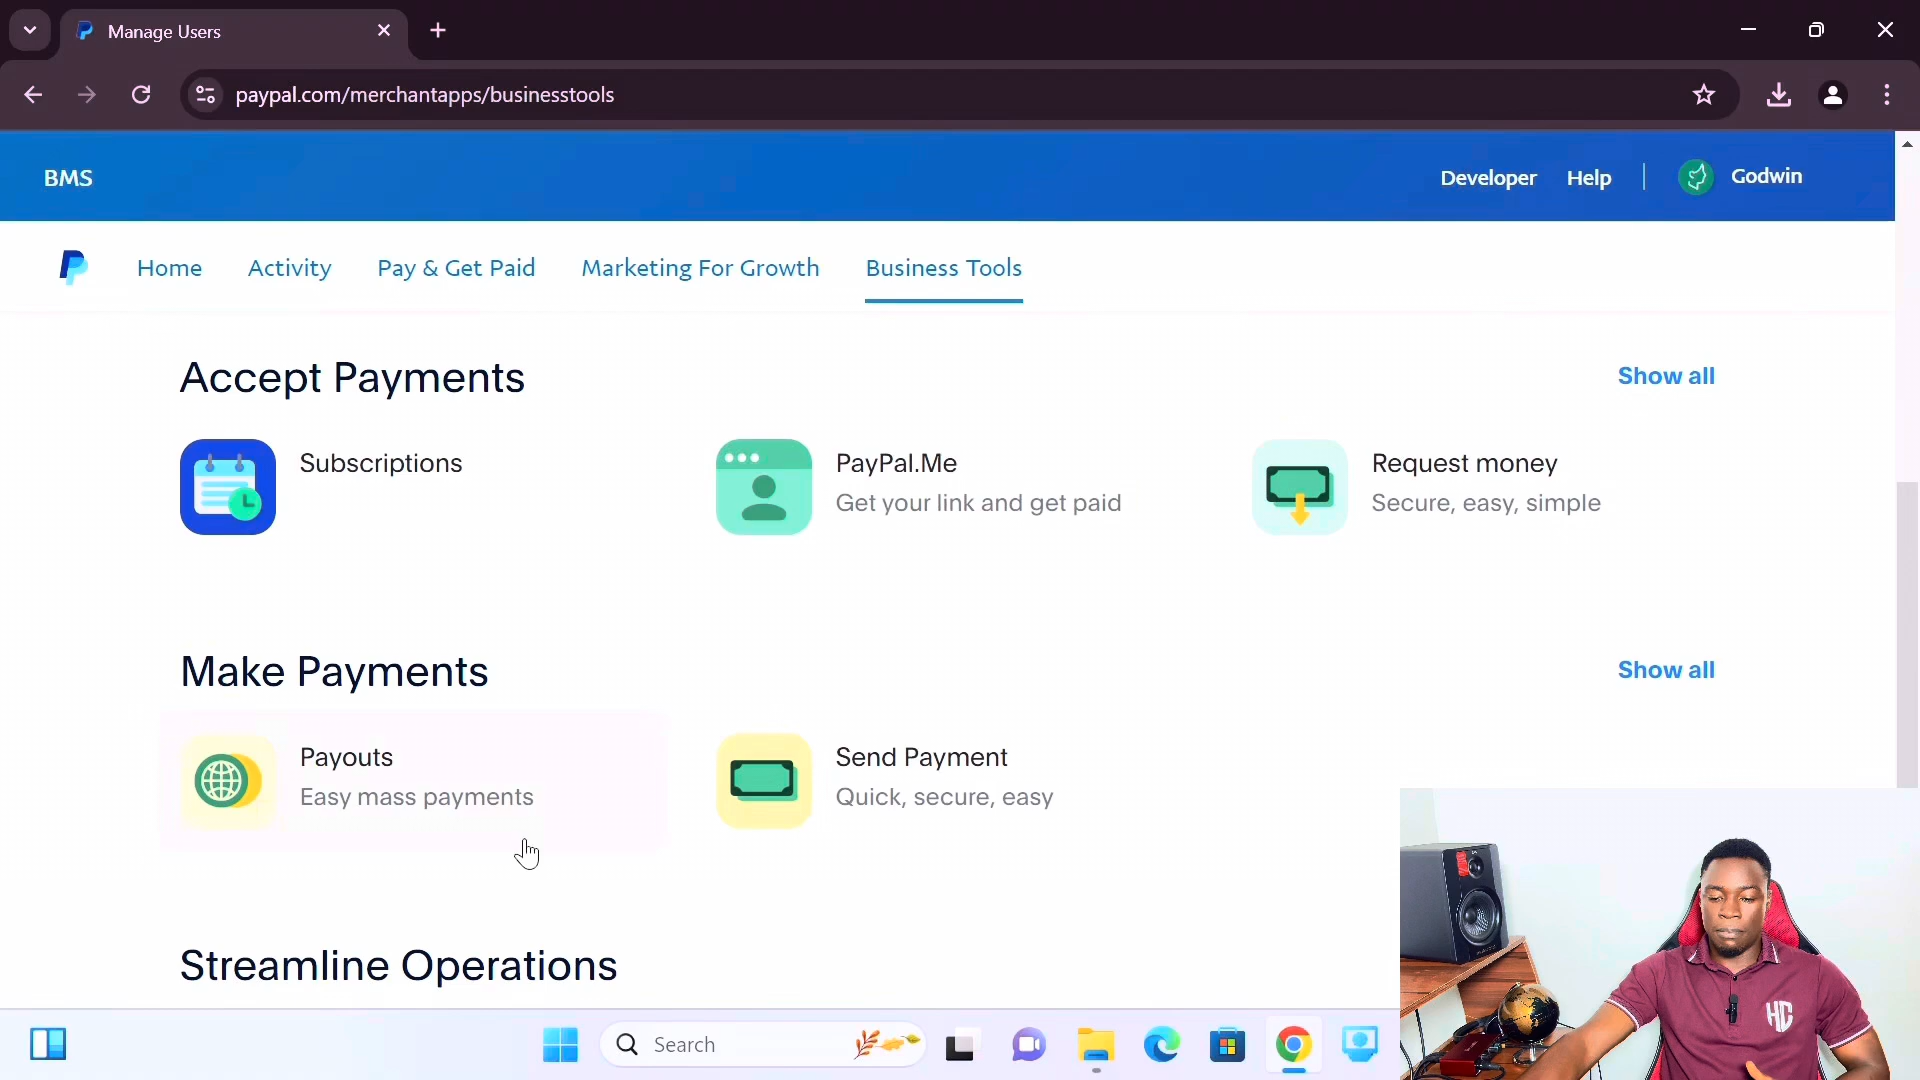 Manage Users
paypal.com/merchantapps/businesstools
BMS
Developer
Help
Godwin
Home
Activity
Pay & Get Paid
Marketing For Growth
Business Tools
Accept Payments
Show all
Subscriptions
PayPal.Me
Get your link and get paid
Request money
Secure, easy, simple
Make Payments
Show all
Payouts
Easy mass payments
Send Payment
Quick, secure, easy
Streamline Operations
Search
HC